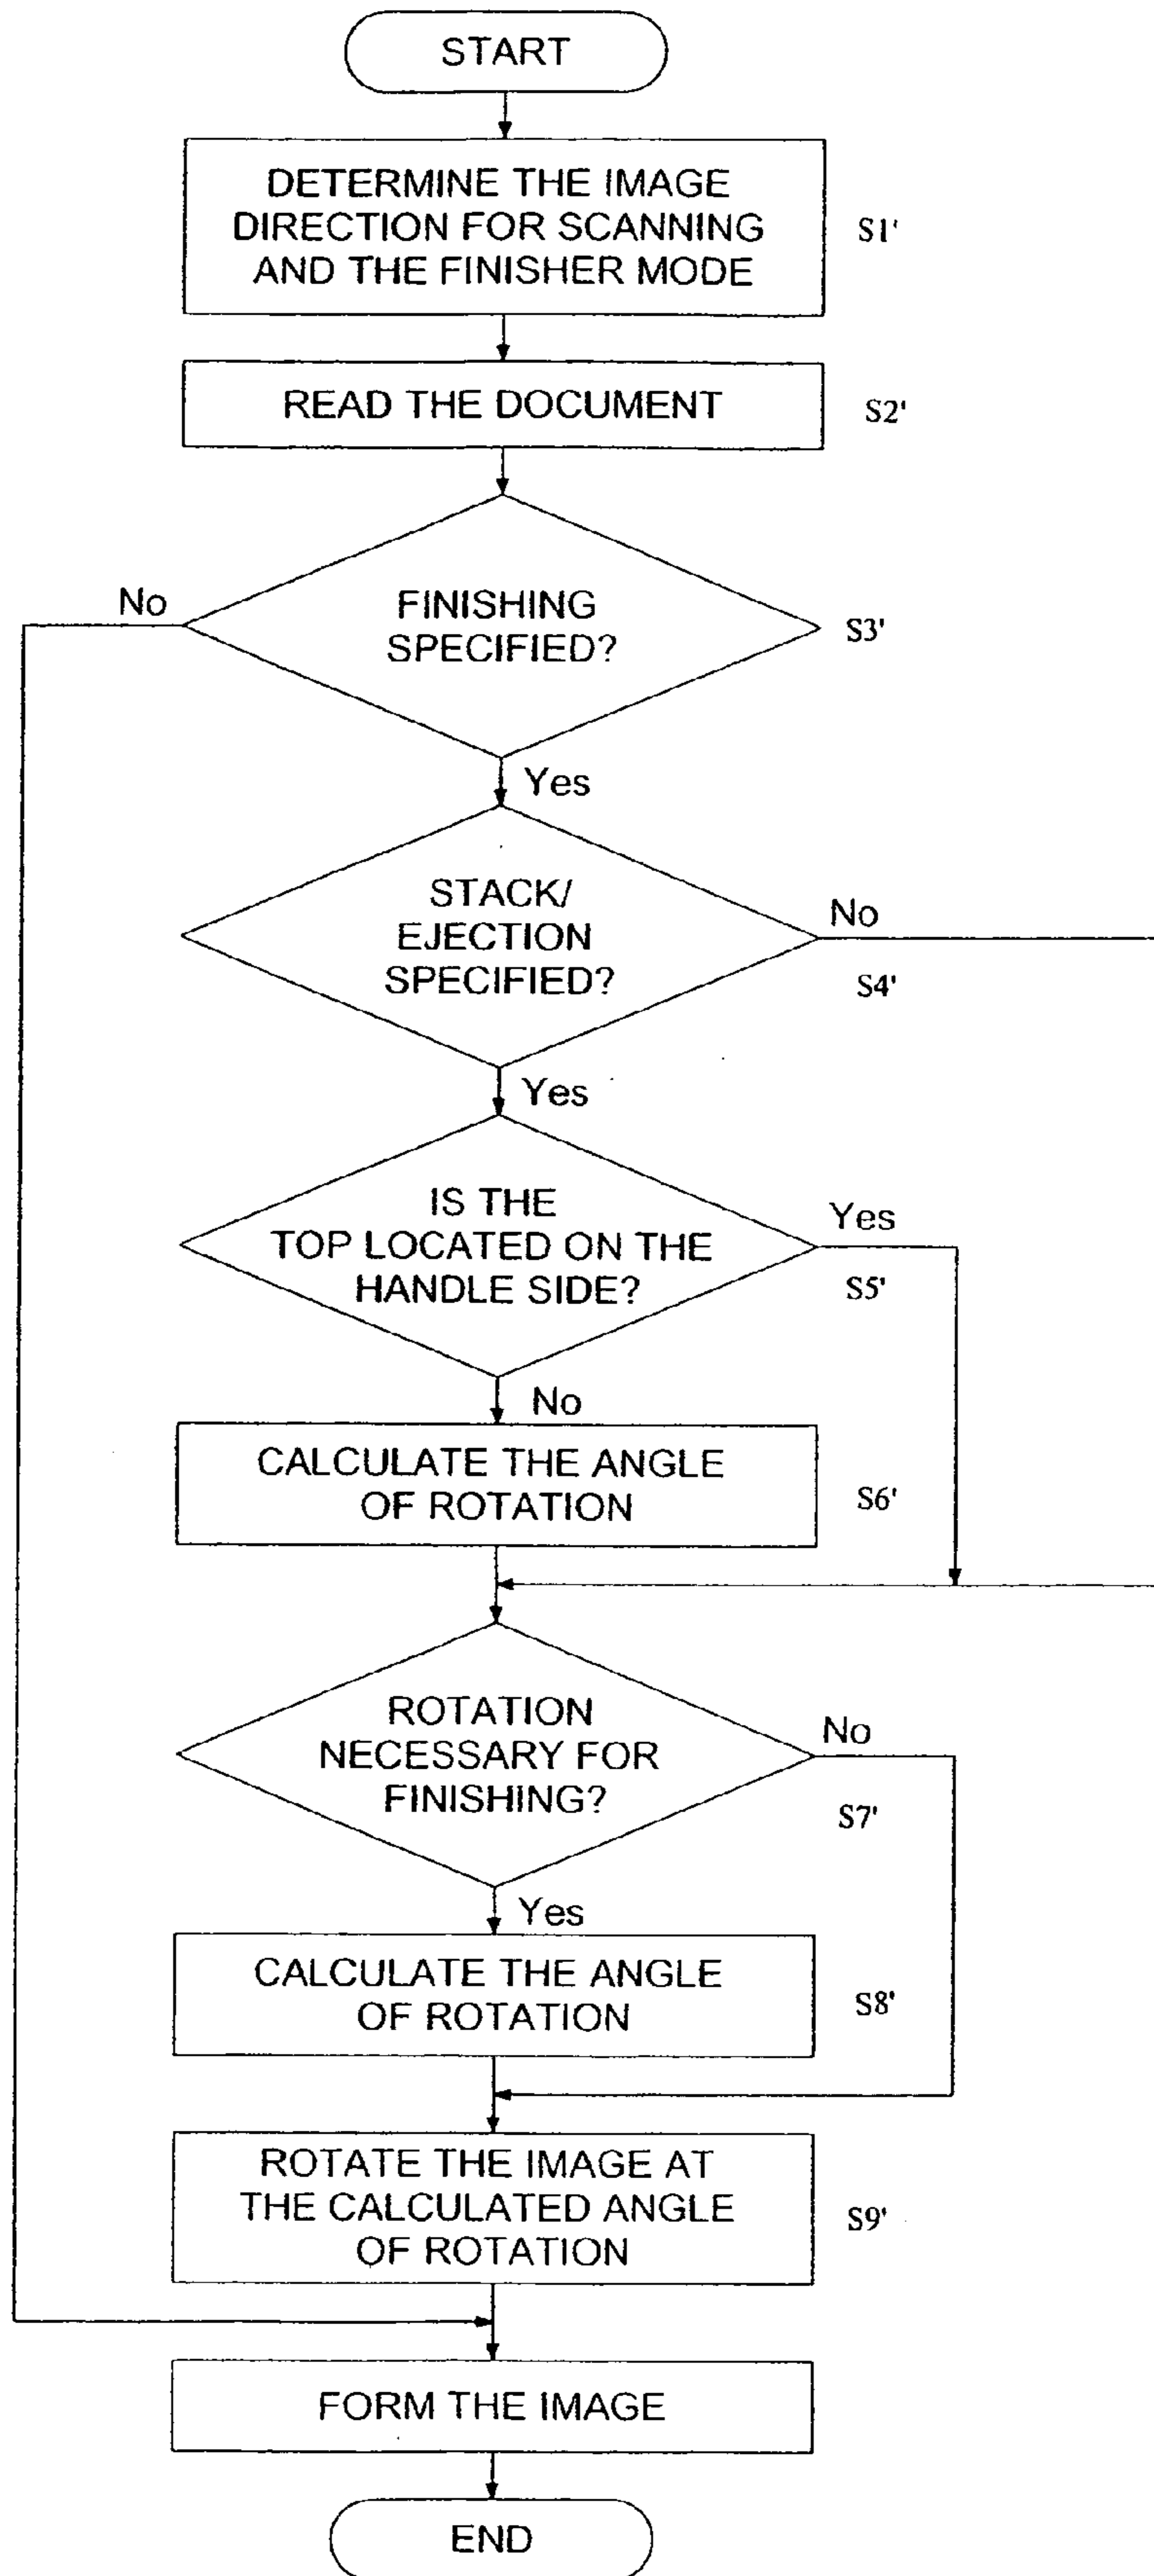 START
DETERMINE THE IMAGE
DIRECTION FOR SCANNING
AND THE FINISHER MODE
S1'
READ THE DOCUMENT
S2'
No
FINISHING
SPECIFIED?
S3'
Yes
STACK/
EJECTION
SPECIFIED?
No
S4'
Yes
IS THE
TOP LOCATED ON THE
HANDLE SIDE?
Yes
S5'
No
CALCULATE THE ANGLE
OF ROTATION
S6'
ROTATION
NECESSARY FOR
FINISHING?
No
S7'
Yes
CALCULATE THE ANGLE
OF ROTATION
S8'
ROTATE THE IMAGE AT
THE CALCULATED ANGLE
OF ROTATION
S9'
FORM THE IMAGE
END